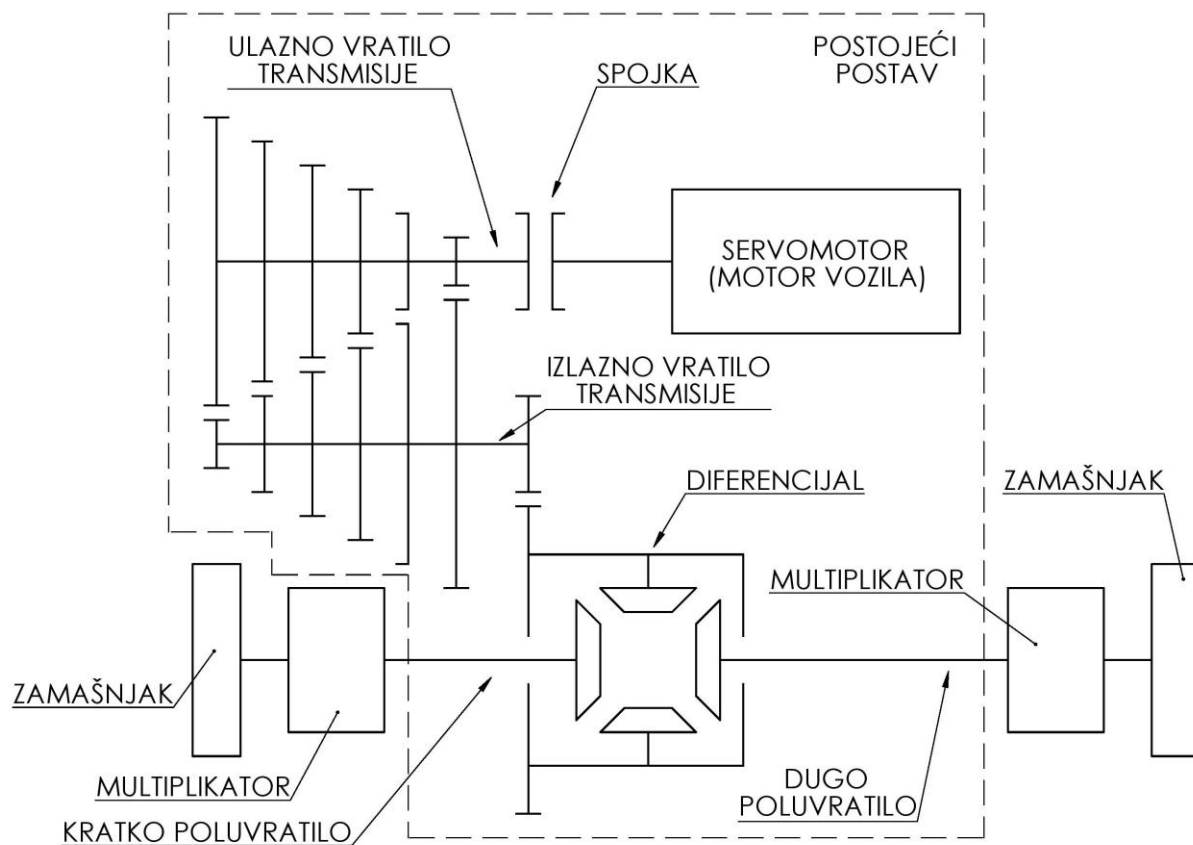 ULAZNO VRATILO
TRANSMISIJE
SPOJKA
POSTOJEĆI
POSTAV
SERVOMOTOR
(MOTOR VOZILA)
IZLAZNO VRATILO
TRANSMISIJE
DIFERENCIJAL
ZAMAŠNJAK
MULTIPLIKATOR
ZAMAŠNJAK
MULTIPLIKATOR
DUGO
POLUVRATILO
KRATKO POLUVRATILO